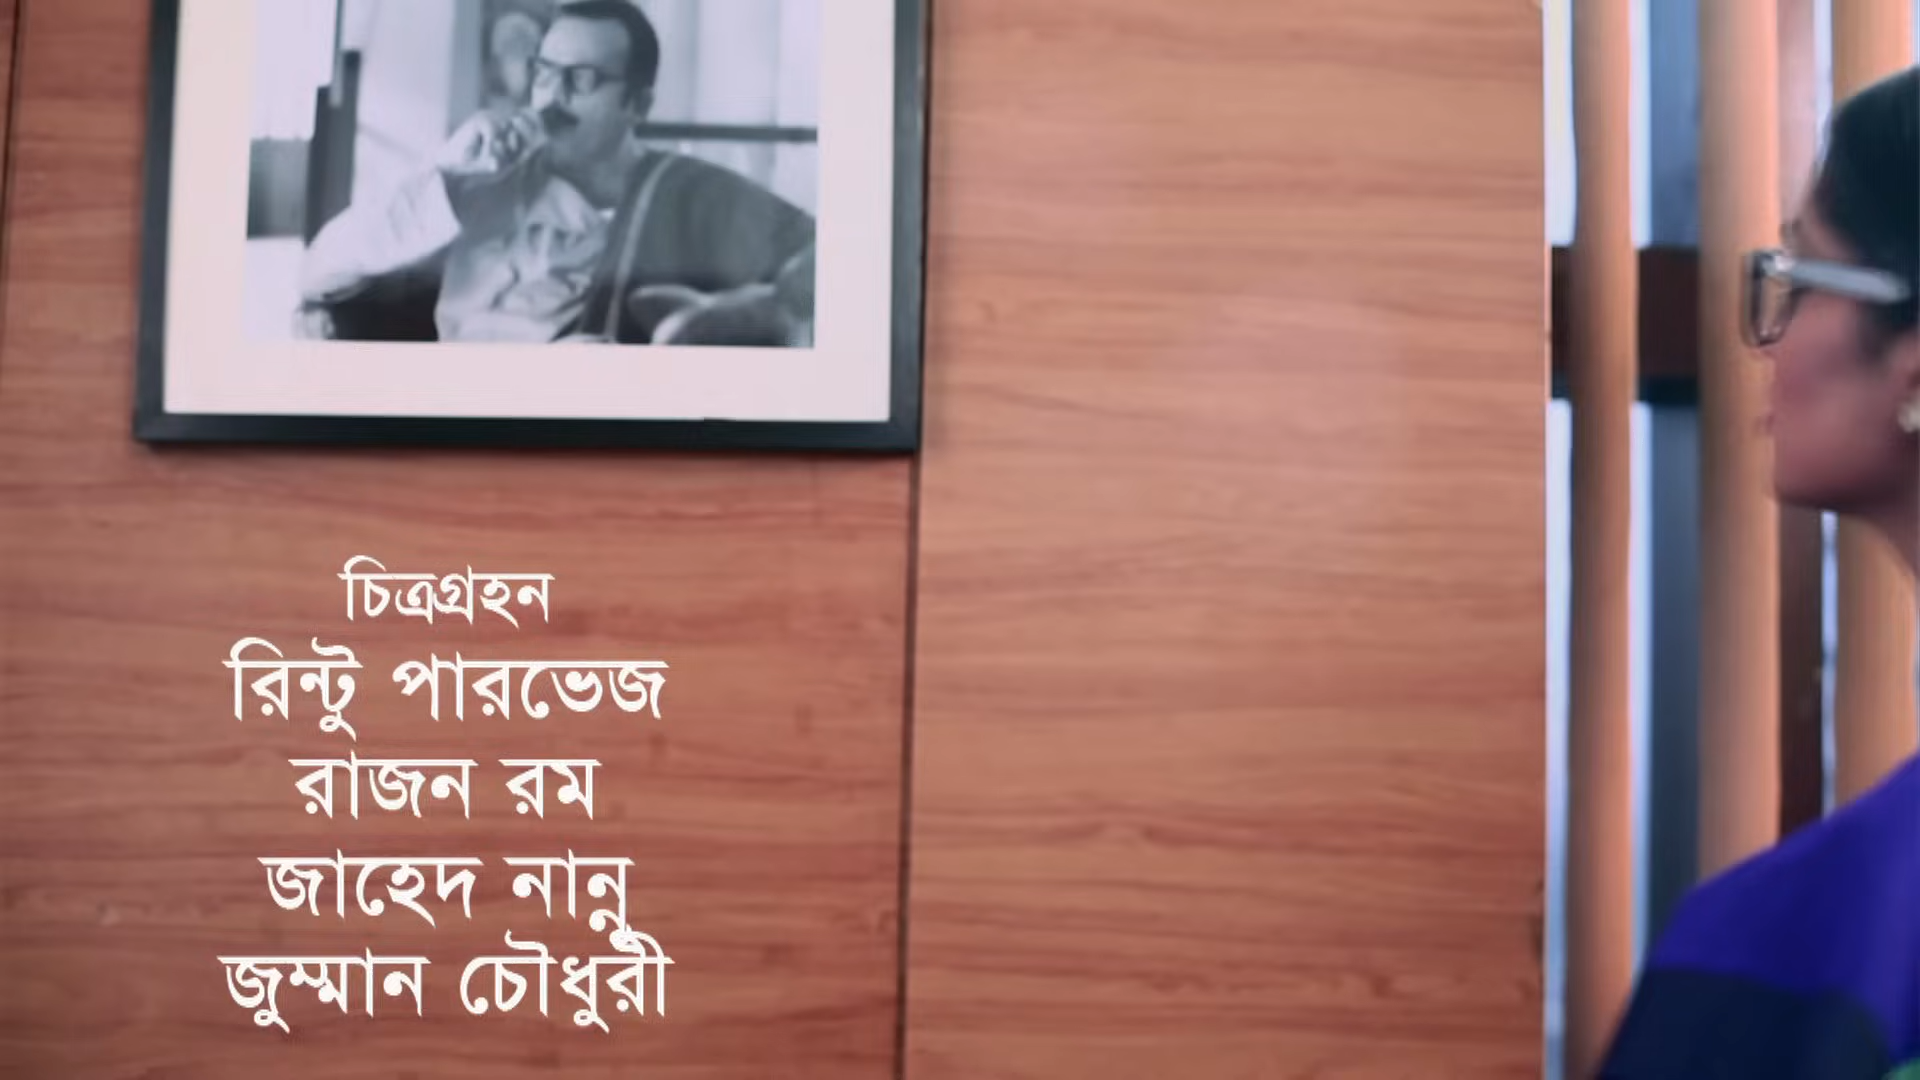 চিত্রগ্রহন
রিন্টু পারভেজ
রাজন রম
জাহেদ নান্নু
জুম্মান চৌধুরী